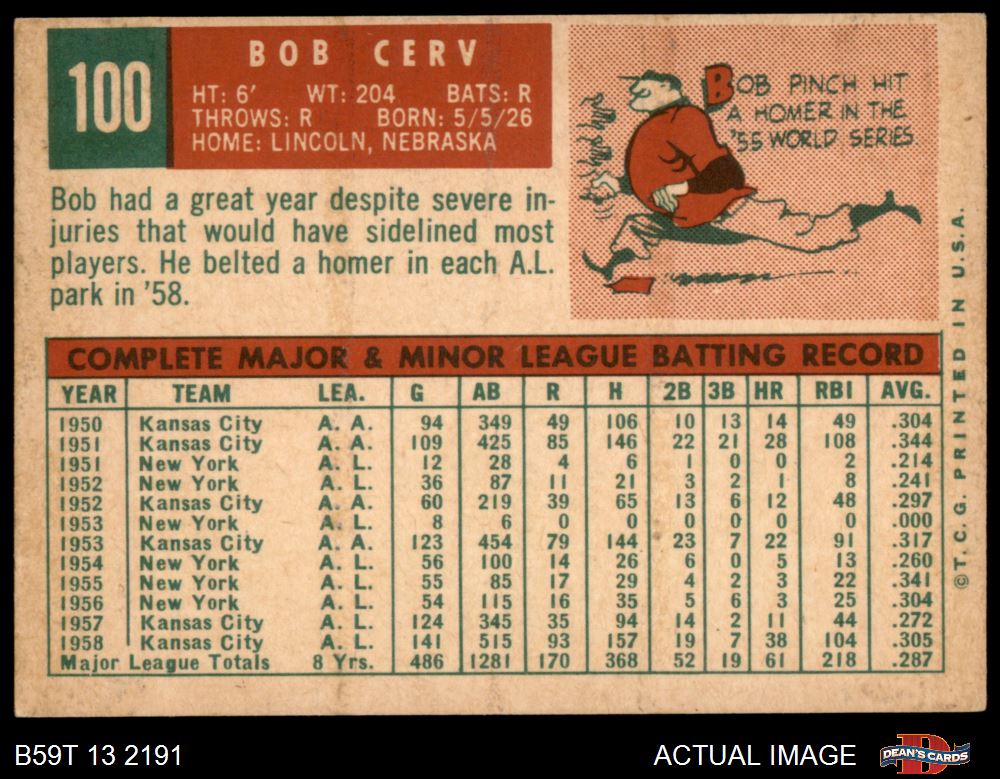 100
BOB CERV
HT: 6' WT: 204 BATS: R
THROWS: R BORN: 5/5/26
HOME: LINCOLN, NEBRASKA
BOB PINCH HIT
A HOMER IN THE
'55 WORLD SERIES
Bob had a great year despite severe in-
juries that would have sidelined most
players. He belted a homer in each A.L.
park in '58.
COMPLETE MAJOR & MINOR LEAGUE BATTING RECORD
YEAR TEAM LEA. G AB R H 2B 3B HR RBI AVG.
1950 Kansas City A. A. 94 349 49 106 10 13 14 49 .304
1951 Kansas City A. A. 109 425 85 146 22 21 28 108 .344
1951 New York A. L. 12 28 4 6 1 0 0 2 .214
1952 New York A. L. 36 87 11 21 3 2 1 8 .241
1952 Kansas City A. A. 60 219 39 65 13 6 12 48 .297
1953 New York A. L. 8 6 0 0 0 0 0 0 .000
1953 Kansas City A. A. 123 454 79 144 23 7 22 91 .317
1954 New York A. L. 56 100 14 26 6 0 5 13 .260
1955 New York A. L. 55 85 17 29 4 2 3 22 .341
1956 New York A. L. 54 115 16 35 5 6 3 25 .304
1957 Kansas City A. L. 124 345 35 94 14 2 11 44 .272
1958 Kansas City A. L. 141 515 93 157 19 7 38 104 .305
Major League Totals 8 Yrs. 486 1281 170 368 52 19 61 218 .287
©T. C. G. PRINTED IN U.S.A.
B59T 13 2191
ACTUAL IMAGE
DEAN'S CARDS